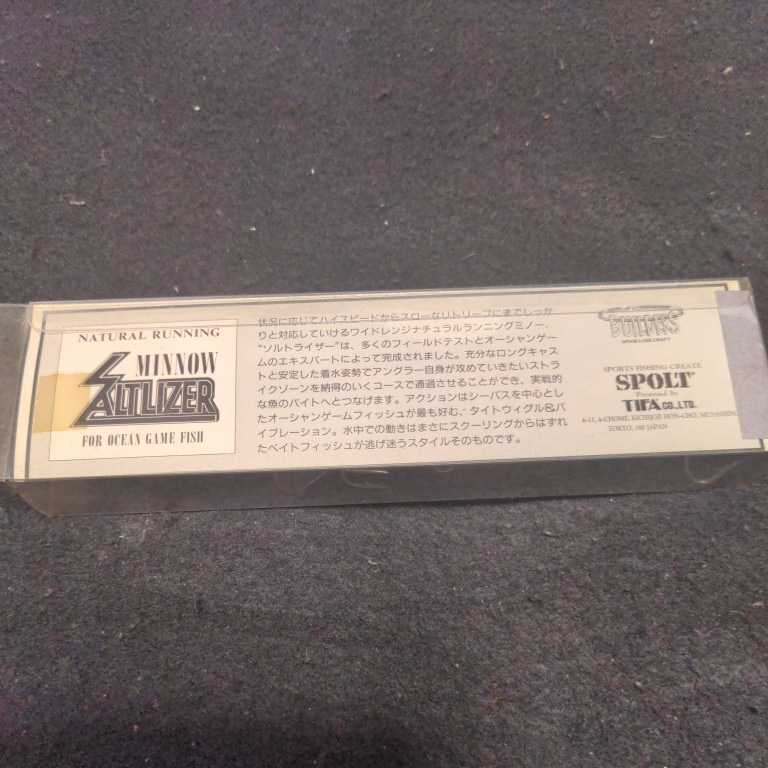 NATURAL RUNNING
MINNOW
SALTLIZER
FOR OCEAN GAME FISH
状況に応じてハイスピードからスローなリトリーブにまでしっか
りと対応していけるワイドレンジナチュラルランニングミノー、
"ソルトライザー"は、多くのフィールドテストとオーシャンゲー
ムのエキスパートによって完成されました。充分なロングキャス
トと安定した着水姿勢でアングラー自身が攻めていきたいストラ
イクゾーンを納得のいくコースで通過させることができ、実戦的
な魚のバイトへとつなげます。アクションはシーバスを中心とし
たオーシャンゲームフィッシュが最も好む、タイトウィグル&バ
イブレーション。水中での動きはまさにスクーリングからはずれ
たベイトフィッシュが逃げ迷うスタイルそのものです。
BUILDERS
SPORTS FISHING CREATE
SPOLT
Presented by
TIFA CO.,LTD.
TOKYO, 180 JAPAN